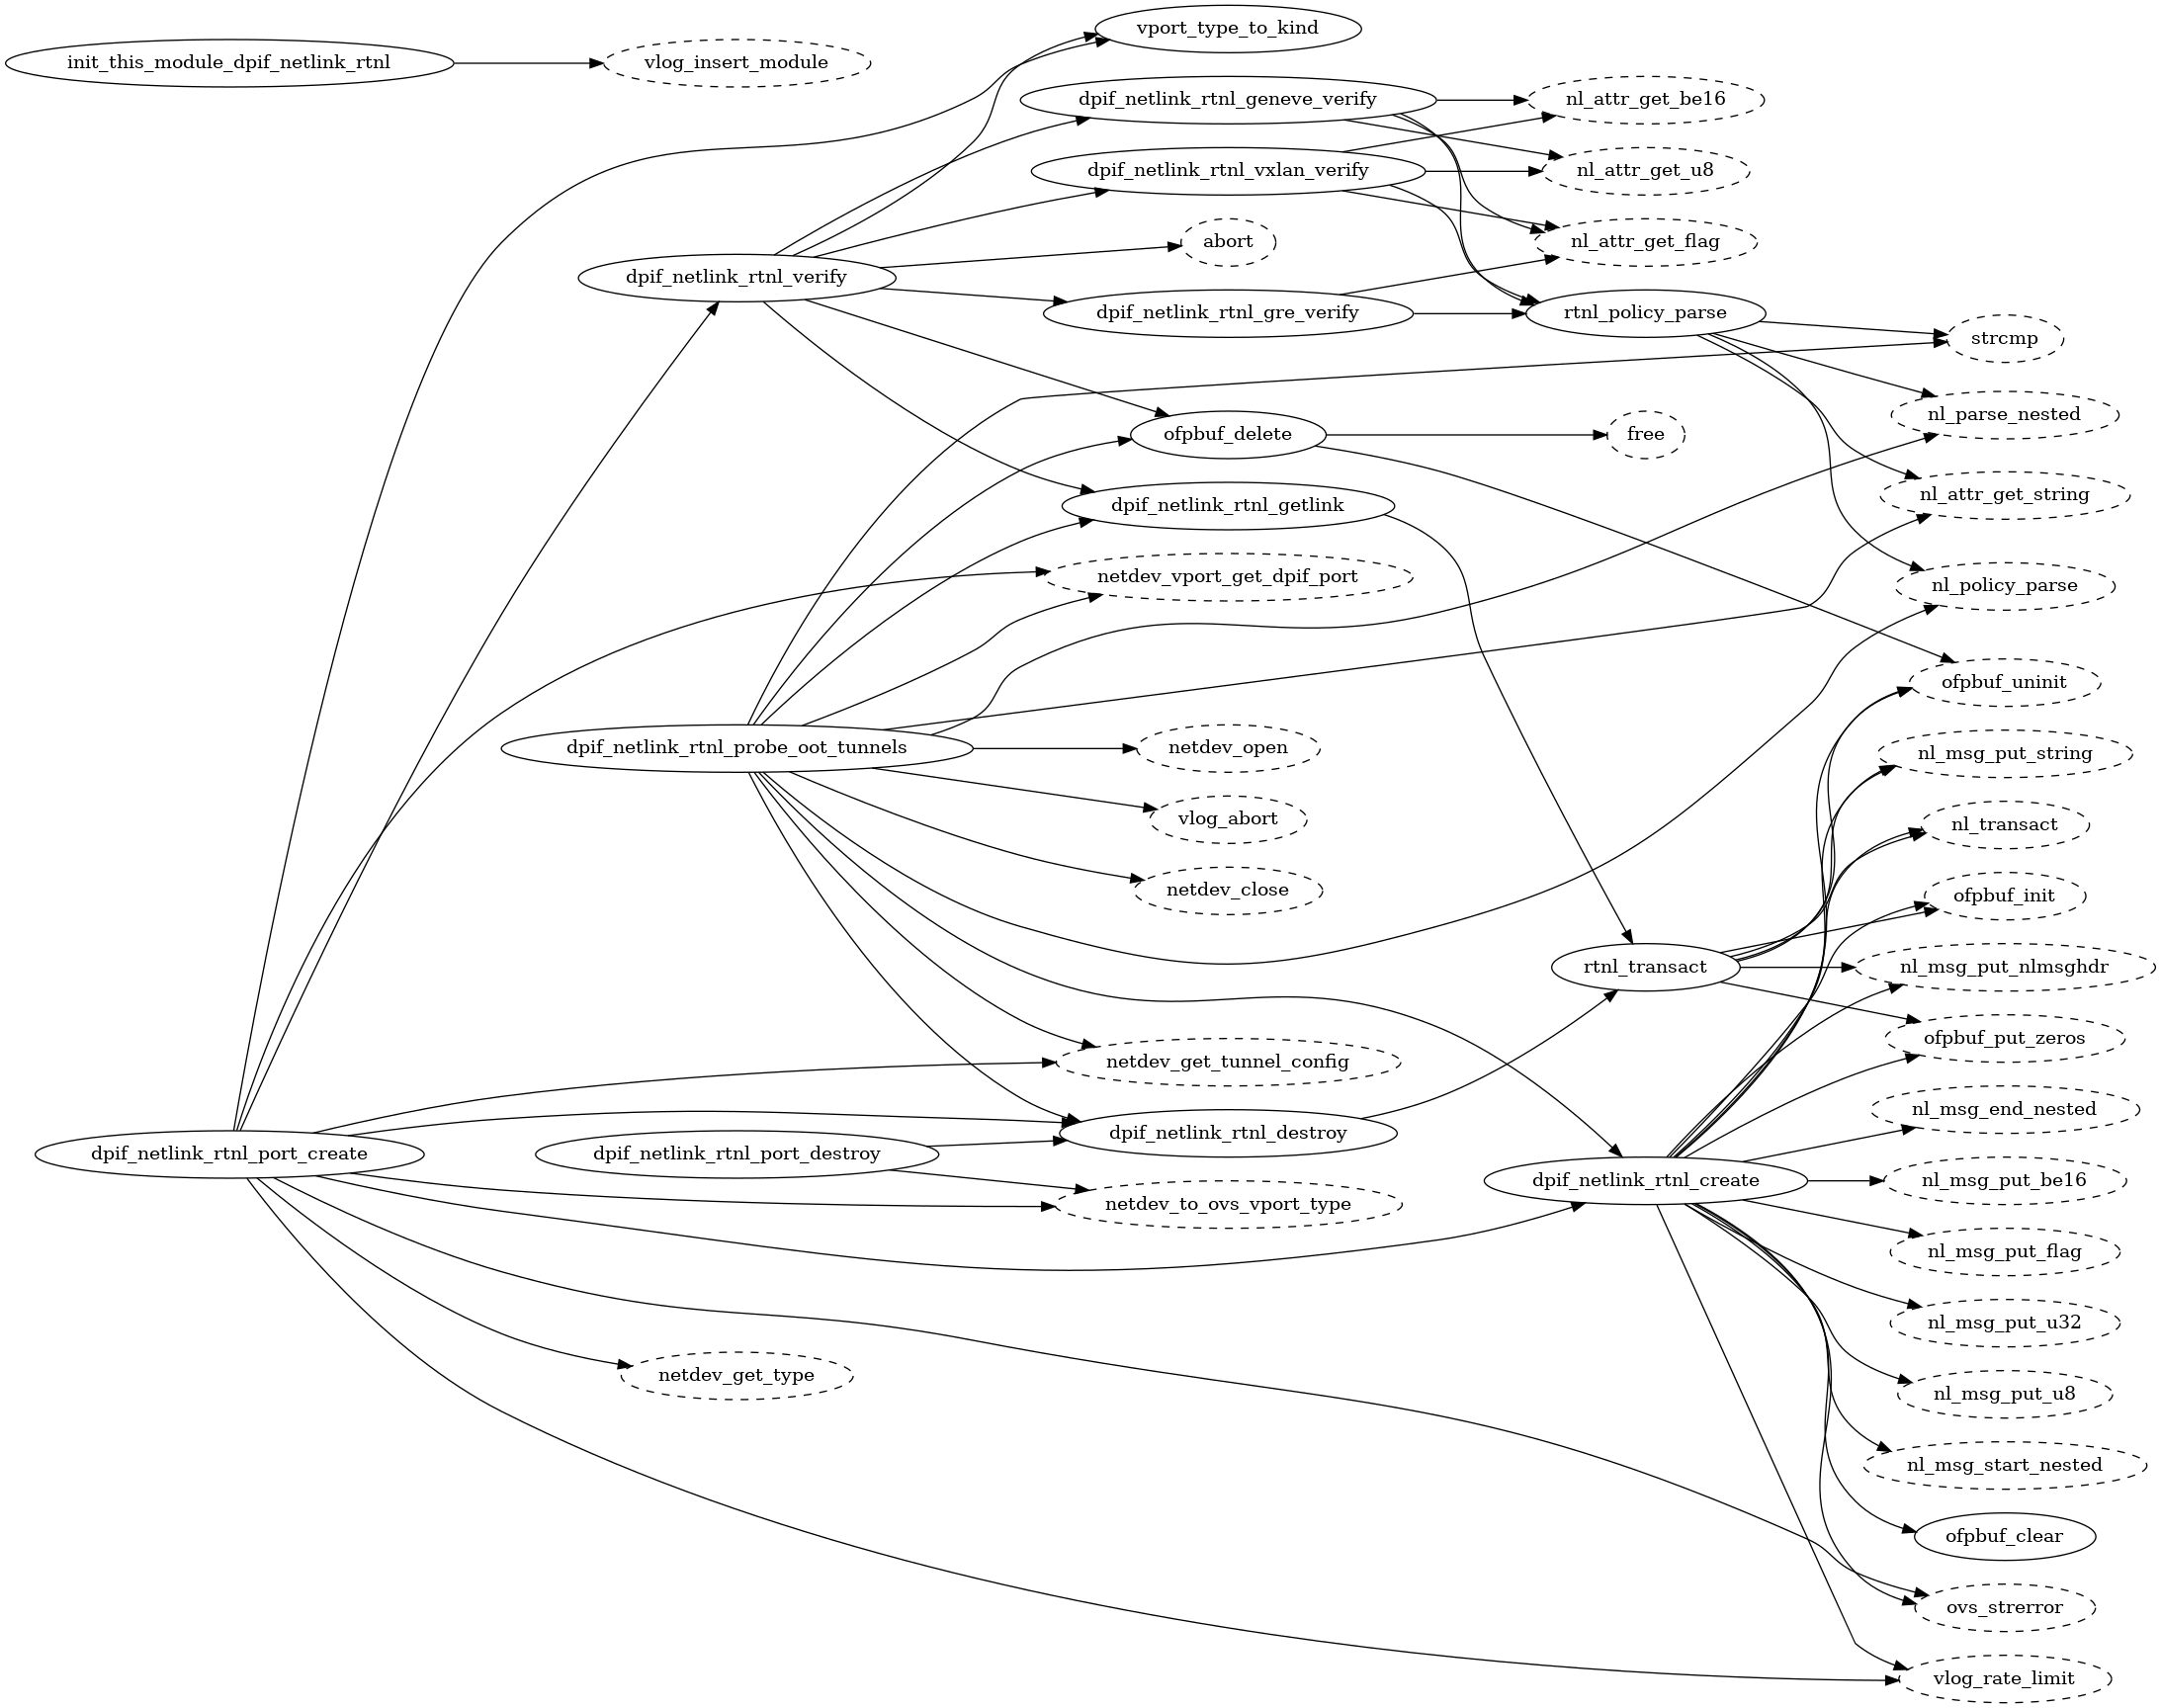 vport_type_to_kind
init_this_module_dpif_netlink_rtnl
vlog_insert_module
dpif_netlink_rtnl_geneve_verify
nl_attr_get_be16
dpif_netlink_rtnl_vxlan_verify
nl_attr_get_u8
abort
nl_attr_get_flag
dpif_netlink_rtnl_verify
dpif_netlink_rtnl_gre_verify
rtnl_policy_parse
strcmp
nl_parse_nested
ofpbuf_delete
free
nl_attr_get_string
dpif_netlink_rtnl_getlink
netdev_vport_get_dpif_port
nl_policy_parse
ofpbuf_uninit
dpif_netlink_rtnl_probe_oot_tunnels
netdev_open
nl_msg_put_string
vlog_abort
nl_transact
netdev_close
ofpbuf_init
rtnl_transact
nl_msg_put_nlmsghdr
ofpbuf_put_zeros
netdev_get_tunnel_config
nl_msg_end_nested
dpif_netlink_rtnl_destroy
dpif_netlink_rtnl_port_create
dpif_netlink_rtnl_port_destroy
dpif_netlink_rtnl_create
nl_msg_put_be16
netdev_to_ovs_vport_type
nl_msg_put_flag
nl_msg_put_u32
netdev_get_type
nl_msg_put_u8
nl_msg_start_nested
ofpbuf_clear
ovs_strerror
vlog_rate_limit